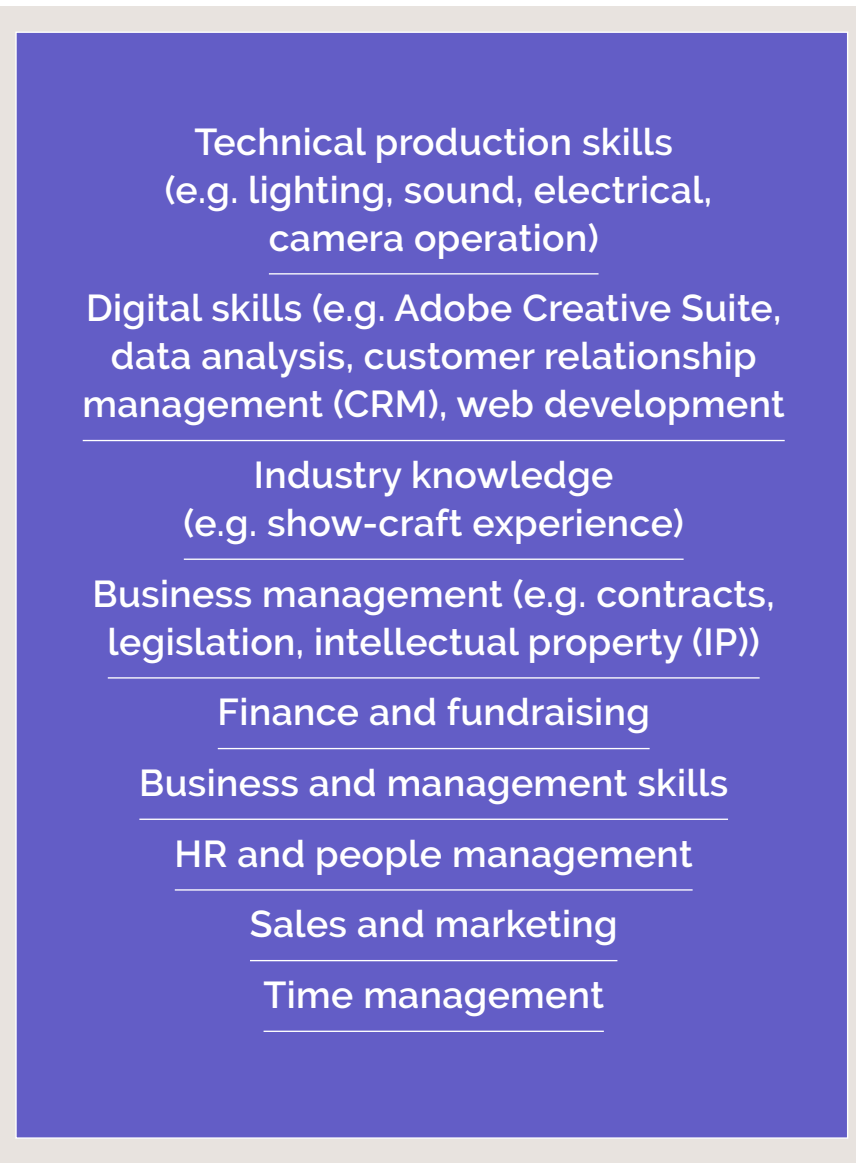 Technical production skills
(e.g. lighting, sound, electrical,
camera operation)
Digital skills (e.g. Adobe Creative Suite,
data analysis, customer relationship
management (CRM), web development
Industry knowledge
(e.g. show-craft experience)
Business management (e.g. contracts,
legislation, intellectual property (IP))
Finance and fundraising
Business and management skills
HR and people management
Sales and marketing
Time management